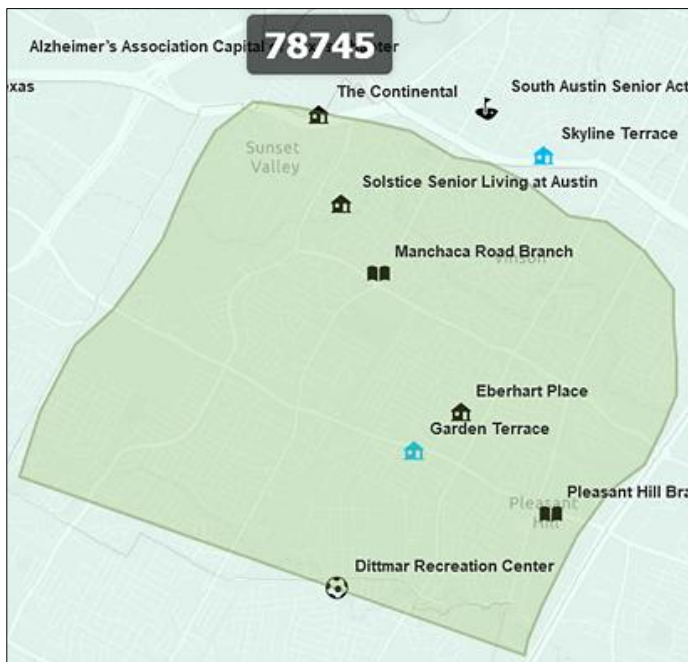 78745
Alzheimer's Association Capital
exas
The Continental
South Austin Senior Act
Skyline Terrace
Sunset
Valley
Solstice Senior Living at Austin
Manchaca Road Branch
Vinson
Eberhart Place
Garden Terrace
Pleasant Hill Bra
Pleasant
Hill
Dittmar Recreation Center